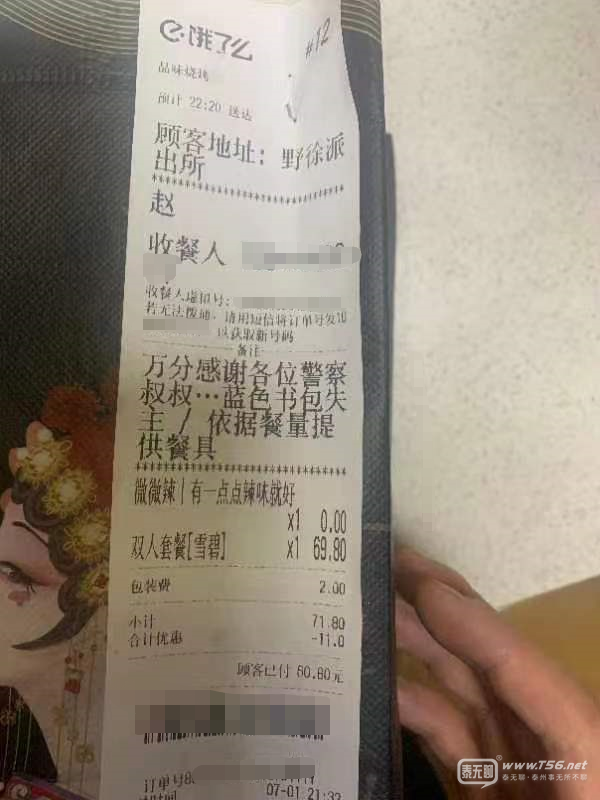 饿了么
#12
品味烧烤
预计 22:20 送达
顾客地址: 野徐派
出所
********************
赵
收餐人
收餐人虚拟号:
若无法拨通,请用短信将订单号发10
以获取新号码
备注
万分感谢各位警察
叔叔…蓝色书包失
主 / 依据餐量提
供餐具
********************
微微辣|有一点点辣味就好
x1 0.00
双人套餐[雪碧] x1 69.80
包装费 2.00
小计 71.80
合计优惠 -11.0
顾客已付 60.80元
订单号
时间 07-01 21:33
泰无聊 www.t56.net
泰无聊·泰州事无所不聊